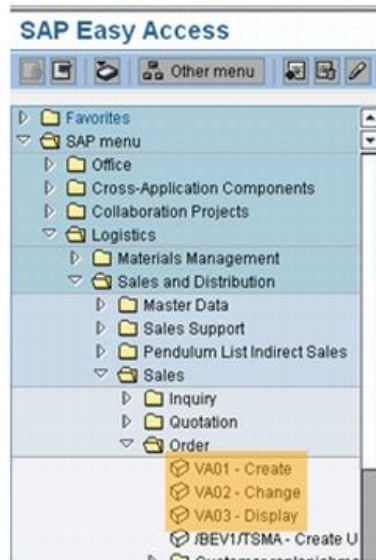 SAP Easy Access
Other menu
Favorites
SAP menu
Office
Cross-Application Components
Collaboration Projects
Logistics
Materials Management
Sales and Distribution
Master Data
Sales Support
Pendulum List Indirect Sales
Sales
Inquiry
Quotation
Order
VA01 - Create
VA02 - Change
VA03 - Display
/BEV1/TSMA - Create U